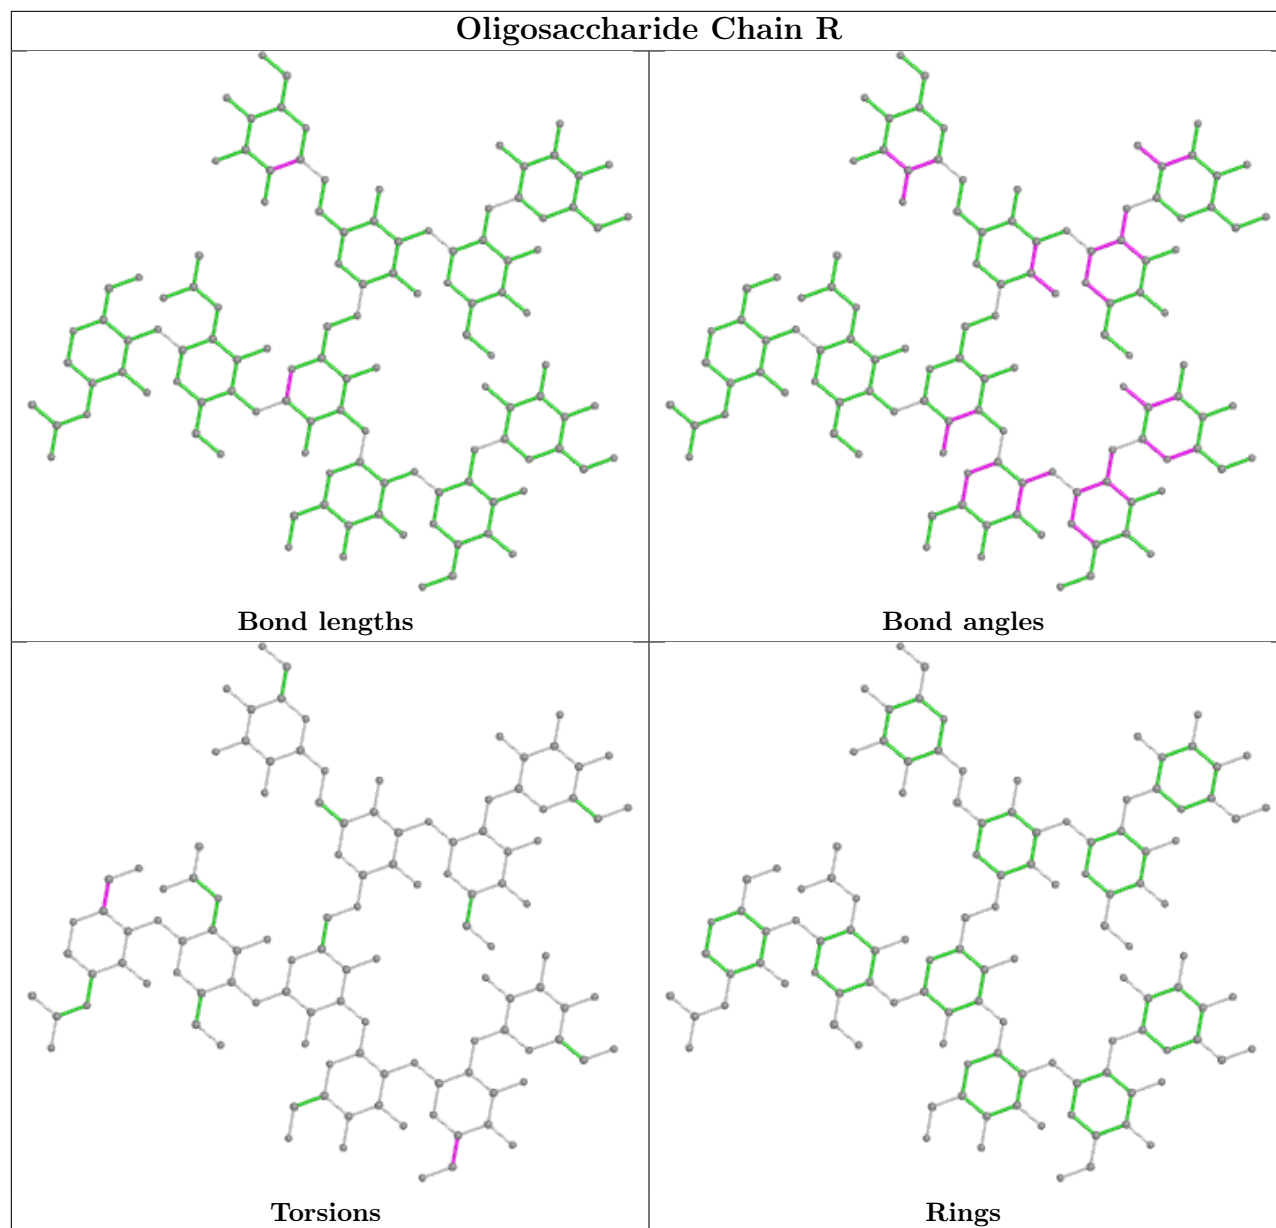 Oligosaccharide Chain R
Bond lengths
Bond angles
Torsions
Rings